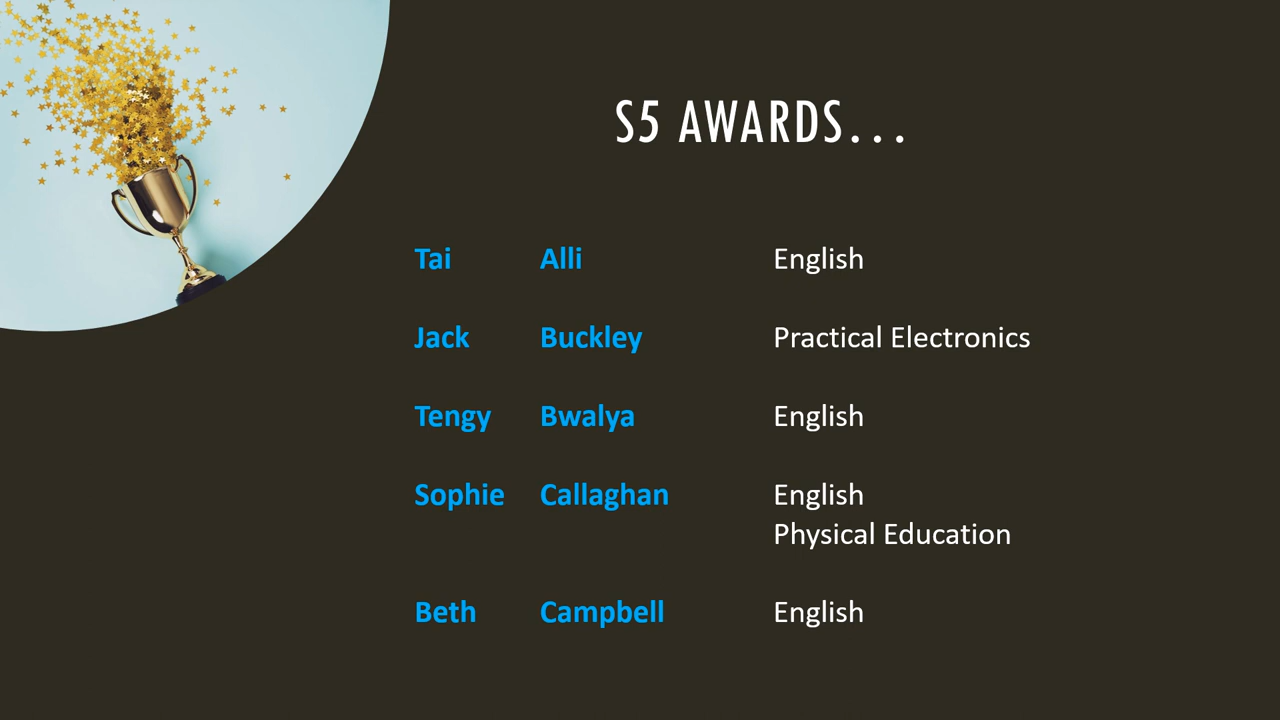 S5 AWARDS...
Tai Alli English
Jack Buckley Practical Electronics
Tengy Bwalya English
Sophie Callaghan English
Physical Education
Beth Campbell English